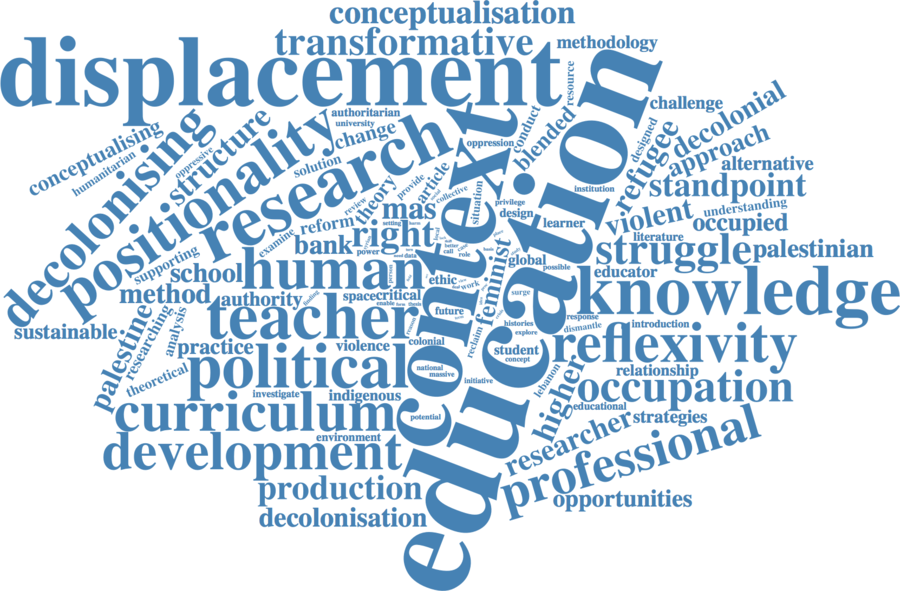 conceptualisation
transformative
methodology
displacement
resource
authoritarian
university
challenge
conceptualising
humanitarian
decolonising
oppressive
structure
positionality
solution
change
research
context
oppression
conduct
blended
education
designed
refugee
decolonial
approach
alternative
institution
standpoint
supporting
examine
reform
review
theory
provide
article
collective
situation
privilege
design
learner
violent
understanding
occupied
literature
mas
setting
right
bank
power
data
role
feminist
global
possible
struggle
palestinian
educator
school
human
ethic
work
knowledge
method
authority
finding
space
critical
enable
future
surge
teacher
reclaim
histories
explore
response
dismantle
introduction
sustainable
palestine
researching
analysis
practice
violence
colonial
student
concept
reflexivity
relationship
theoretical
political
national
massive
initiative
lebanon
higher
occupation
investigate
indigenous
educational
curriculum
potential
researcher
strategies
environment
development
professional
production
opportunities
decolonisation